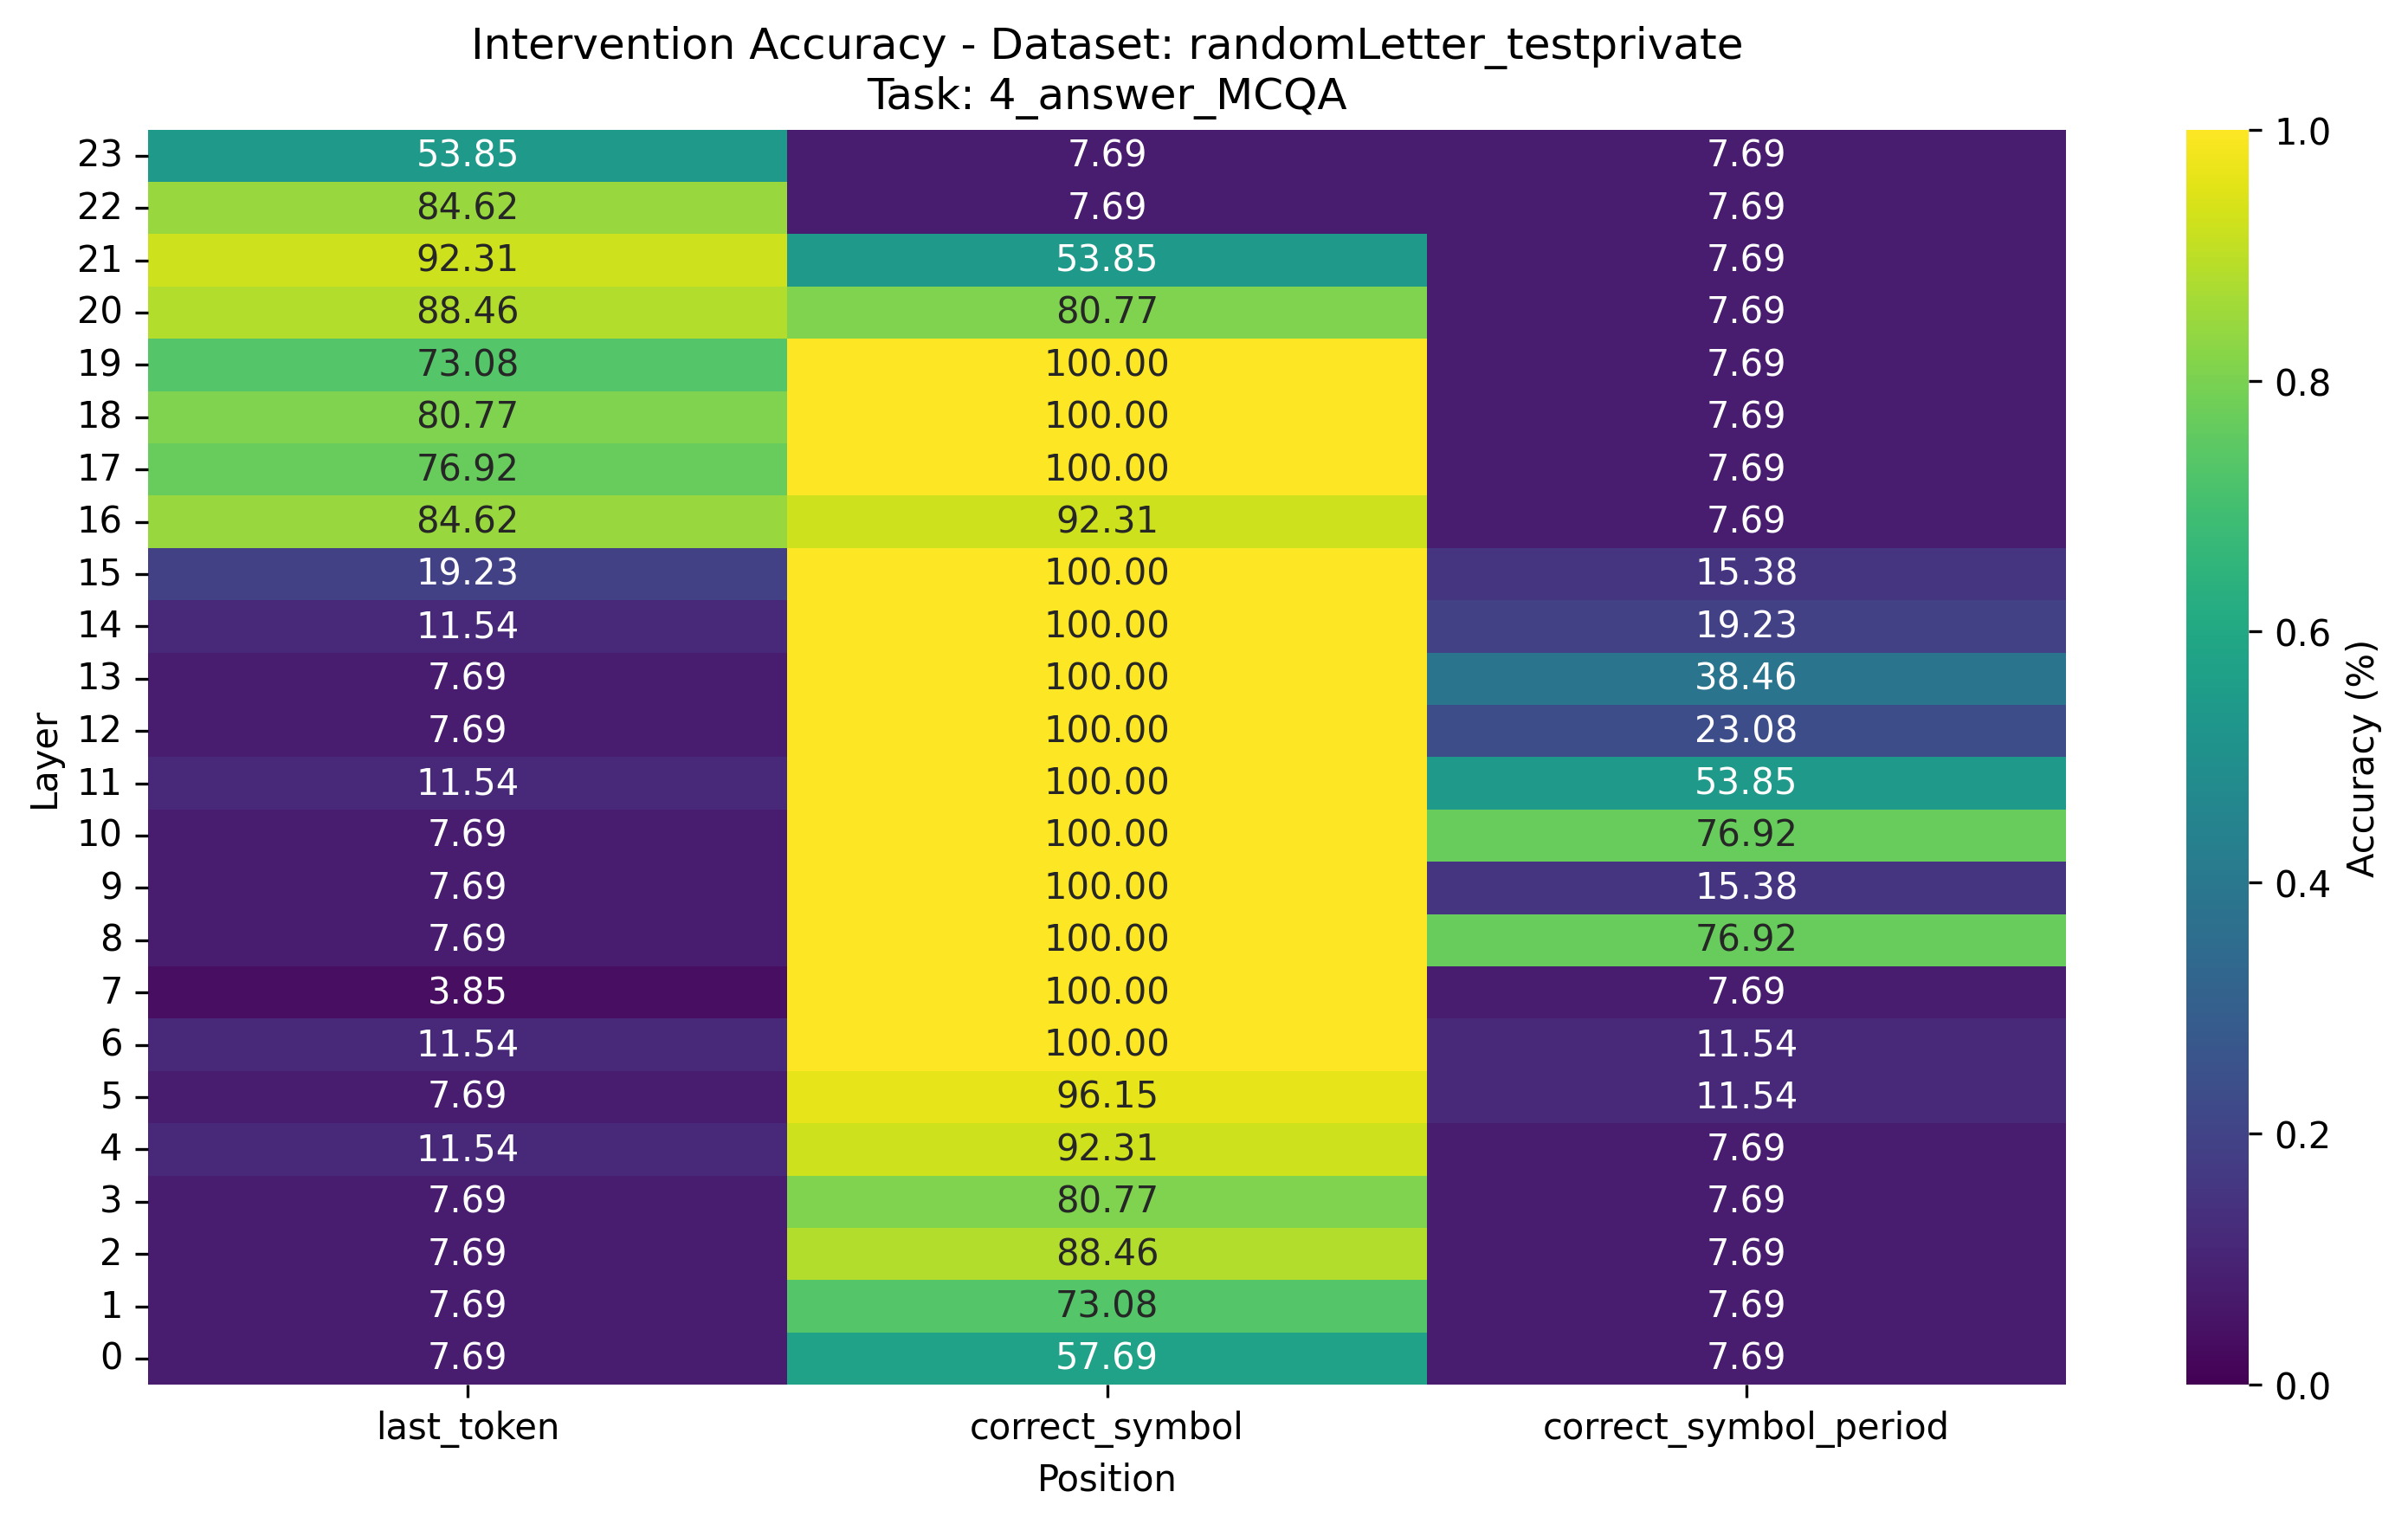 Intervention Accuracy - Dataset: randomLetter_testprivate
Task: 4_answer_MCQA
23 53.85 7.69 7.69
22 84.62 7.69 7.69
21 92.31 53.85 7.69
20 88.46 80.77 7.69
19 73.08 100.00 7.69
18 80.77 100.00 7.69
17 76.92 100.00 7.69
16 84.62 92.31 7.69
15 19.23 100.00 15.38
14 11.54 100.00 19.23
13 7.69 100.00 38.46
12 7.69 100.00 23.08
11 11.54 100.00 53.85
10 7.69 100.00 76.92
9 7.69 100.00 15.38
8 7.69 100.00 76.92
7 3.85 100.00 7.69
6 11.54 100.00 11.54
5 7.69 96.15 11.54
4 11.54 92.31 7.69
3 7.69 80.77 7.69
2 7.69 88.46 7.69
1 7.69 73.08 7.69
0 7.69 57.69 7.69
Layer
last_token correct_symbol correct_symbol_period
Position
1.0
0.8
0.6
0.4
0.2
0.0
Accuracy (%)